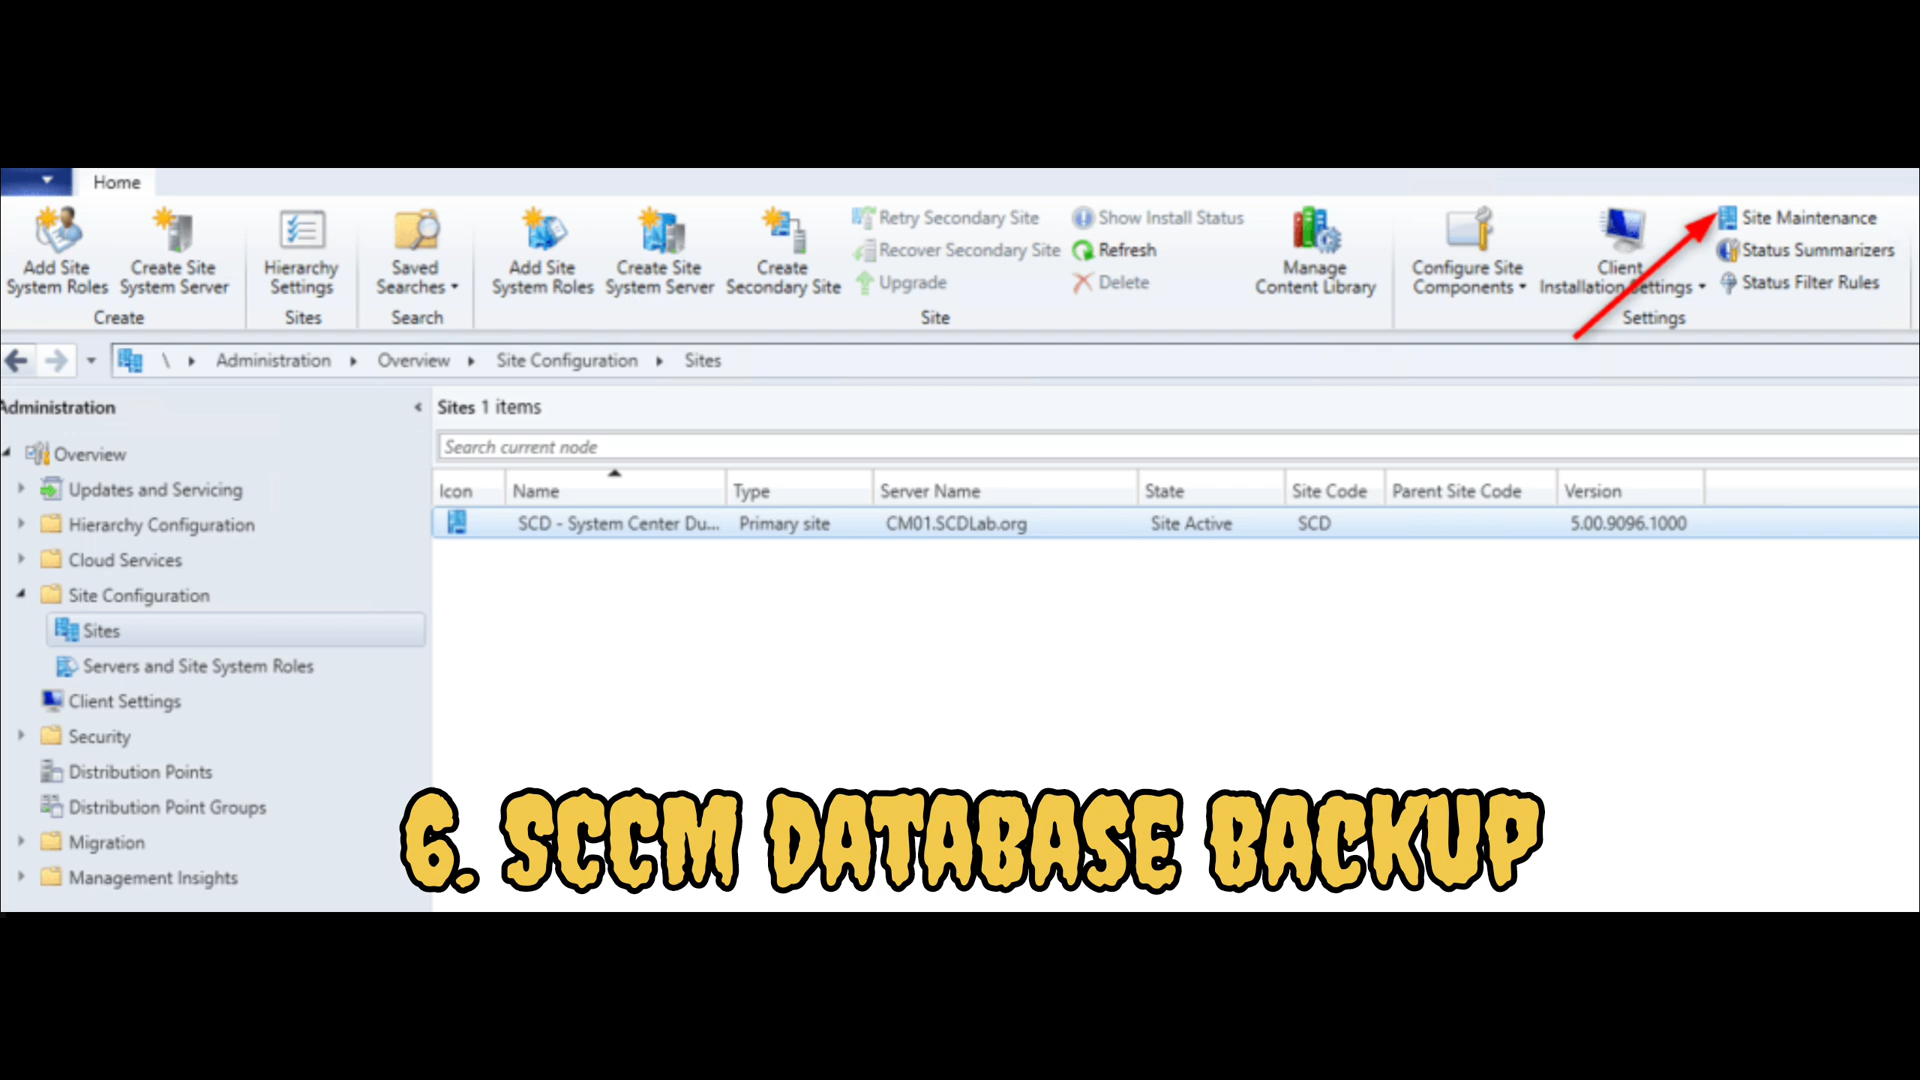 Home
Add Site
System Roles
Create Site
System Server
Create
Hierarchy
Settings
Sites
Saved
Searches
Search
Add Site
System Roles
Create Site
System Server
Create
Secondary Site
Retry Secondary Site
Recover Secondary Site
Upgrade
Show Install Status
Refresh
Delete
Manage
Content Library
Site
Configure Site
Components
Client
Installation Settings
Site Maintenance
Status Summarizers
Status Filter Rules
Settings
\ Administration Overview Site Configuration Sites
Administration
Overview
Updates and Servicing
Hierarchy Configuration
Cloud Services
Site Configuration
Sites
Servers and Site System Roles
Client Settings
Security
Distribution Points
Distribution Point Groups
Migration
Management Insights
Sites 1 items
Search current node
Icon Name Type Server Name State Site Code Parent Site Code Version
SCD - System Center Du... Primary site CM01.SCDLab.org Site Active SCD 5.00.9096.1000
6. SCCM DATABASE BACKUP